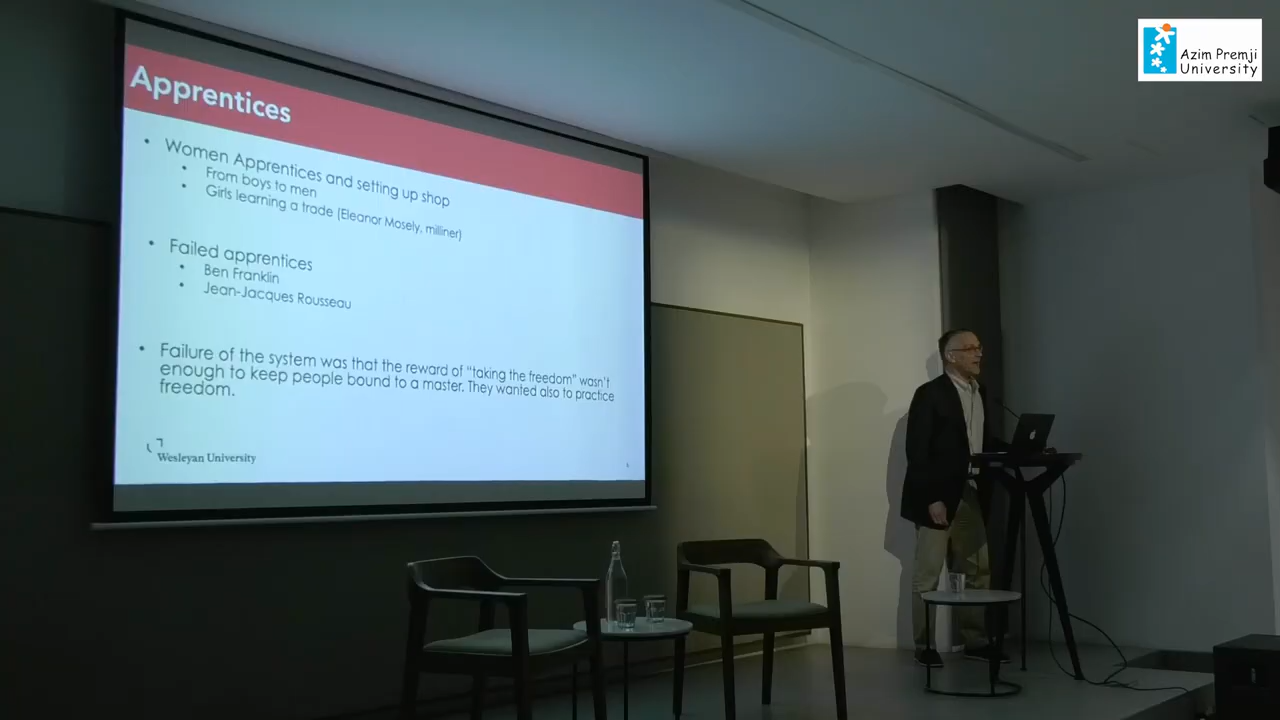 Azim Premji
University
Apprentices
• Women Apprentices and setting up shop
• From boys to men
• Girls learning a trade (Eleanor Mosely, milliner)
• Failed apprentices
• Ben Franklin
• Jean-Jacques Rousseau
• Failure of the system was that the reward of “taking the freedom” wasn’t
enough to keep people bound to a master. They wanted also to practice
freedom.
Wesleyan University